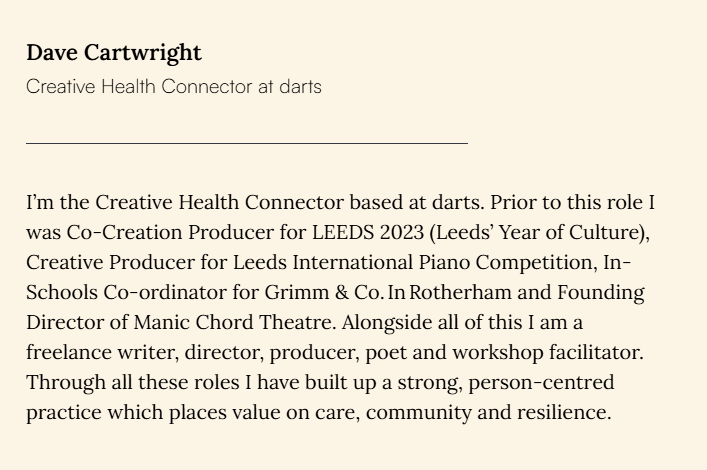 Dave Cartwright
Creative Health Connector at darts
I’m the Creative Health Connector based at darts. Prior to this role I
was Co-Creation Producer for LEEDS 2023 (Leeds’ Year of Culture),
Creative Producer for Leeds International Piano Competition, In-
Schools Co-ordinator for Grimm & Co. In Rotherham and Founding
Director of Manic Chord Theatre. Alongside all of this I am a
freelance writer, director, producer, poet and workshop facilitator.
Through all these roles I have built up a strong, person-centred
practice which places value on care, community and resilience.